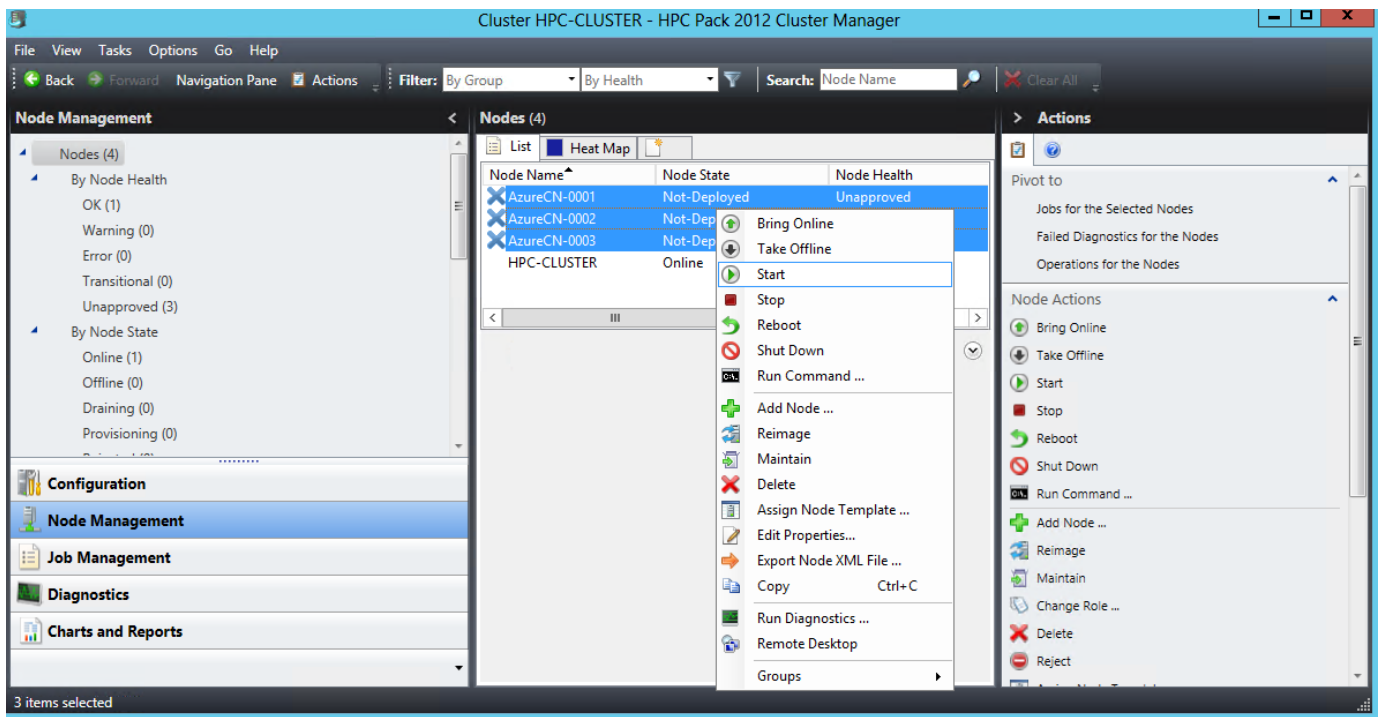 Cluster HPC-CLUSTER - HPC Pack 2012 Cluster Manager
File View Tasks Options Go Help
Back Forward Navigation Pane Actions Filter: By Group By Health Search: Node Name Clear All
Node Management
Nodes (4)
By Node Health
OK (1)
Warning (0)
Error (0)
Transitional (0)
Unapproved (3)
By Node State
Online (1)
Offline (0)
Draining (0)
Provisioning (0)
Configuration
Node Management
Job Management
Diagnostics
Charts and Reports
Nodes (4)
List Heat Map
Node Name Node State Node Health
AzureCN-0001 Not-Deployed Unapproved
AzureCN-0002 Not-Dep
AzureCN-0003 Not-Dep
HPC-CLUSTER Online
Bring Online
Take Offline
Start
Stop
Reboot
Shut Down
Run Command ...
Add Node ...
Reimage
Maintain
Delete
Assign Node Template ...
Edit Properties...
Export Node XML File ...
Copy Ctrl+C
Run Diagnostics ...
Remote Desktop
Groups
Actions
Pivot to
Jobs for the Selected Nodes
Failed Diagnostics for the Nodes
Operations for the Nodes
Node Actions
Bring Online
Take Offline
Start
Stop
Reboot
Shut Down
Run Command ...
Add Node ...
Reimage
Maintain
Change Role ...
Delete
Reject
3 items selected